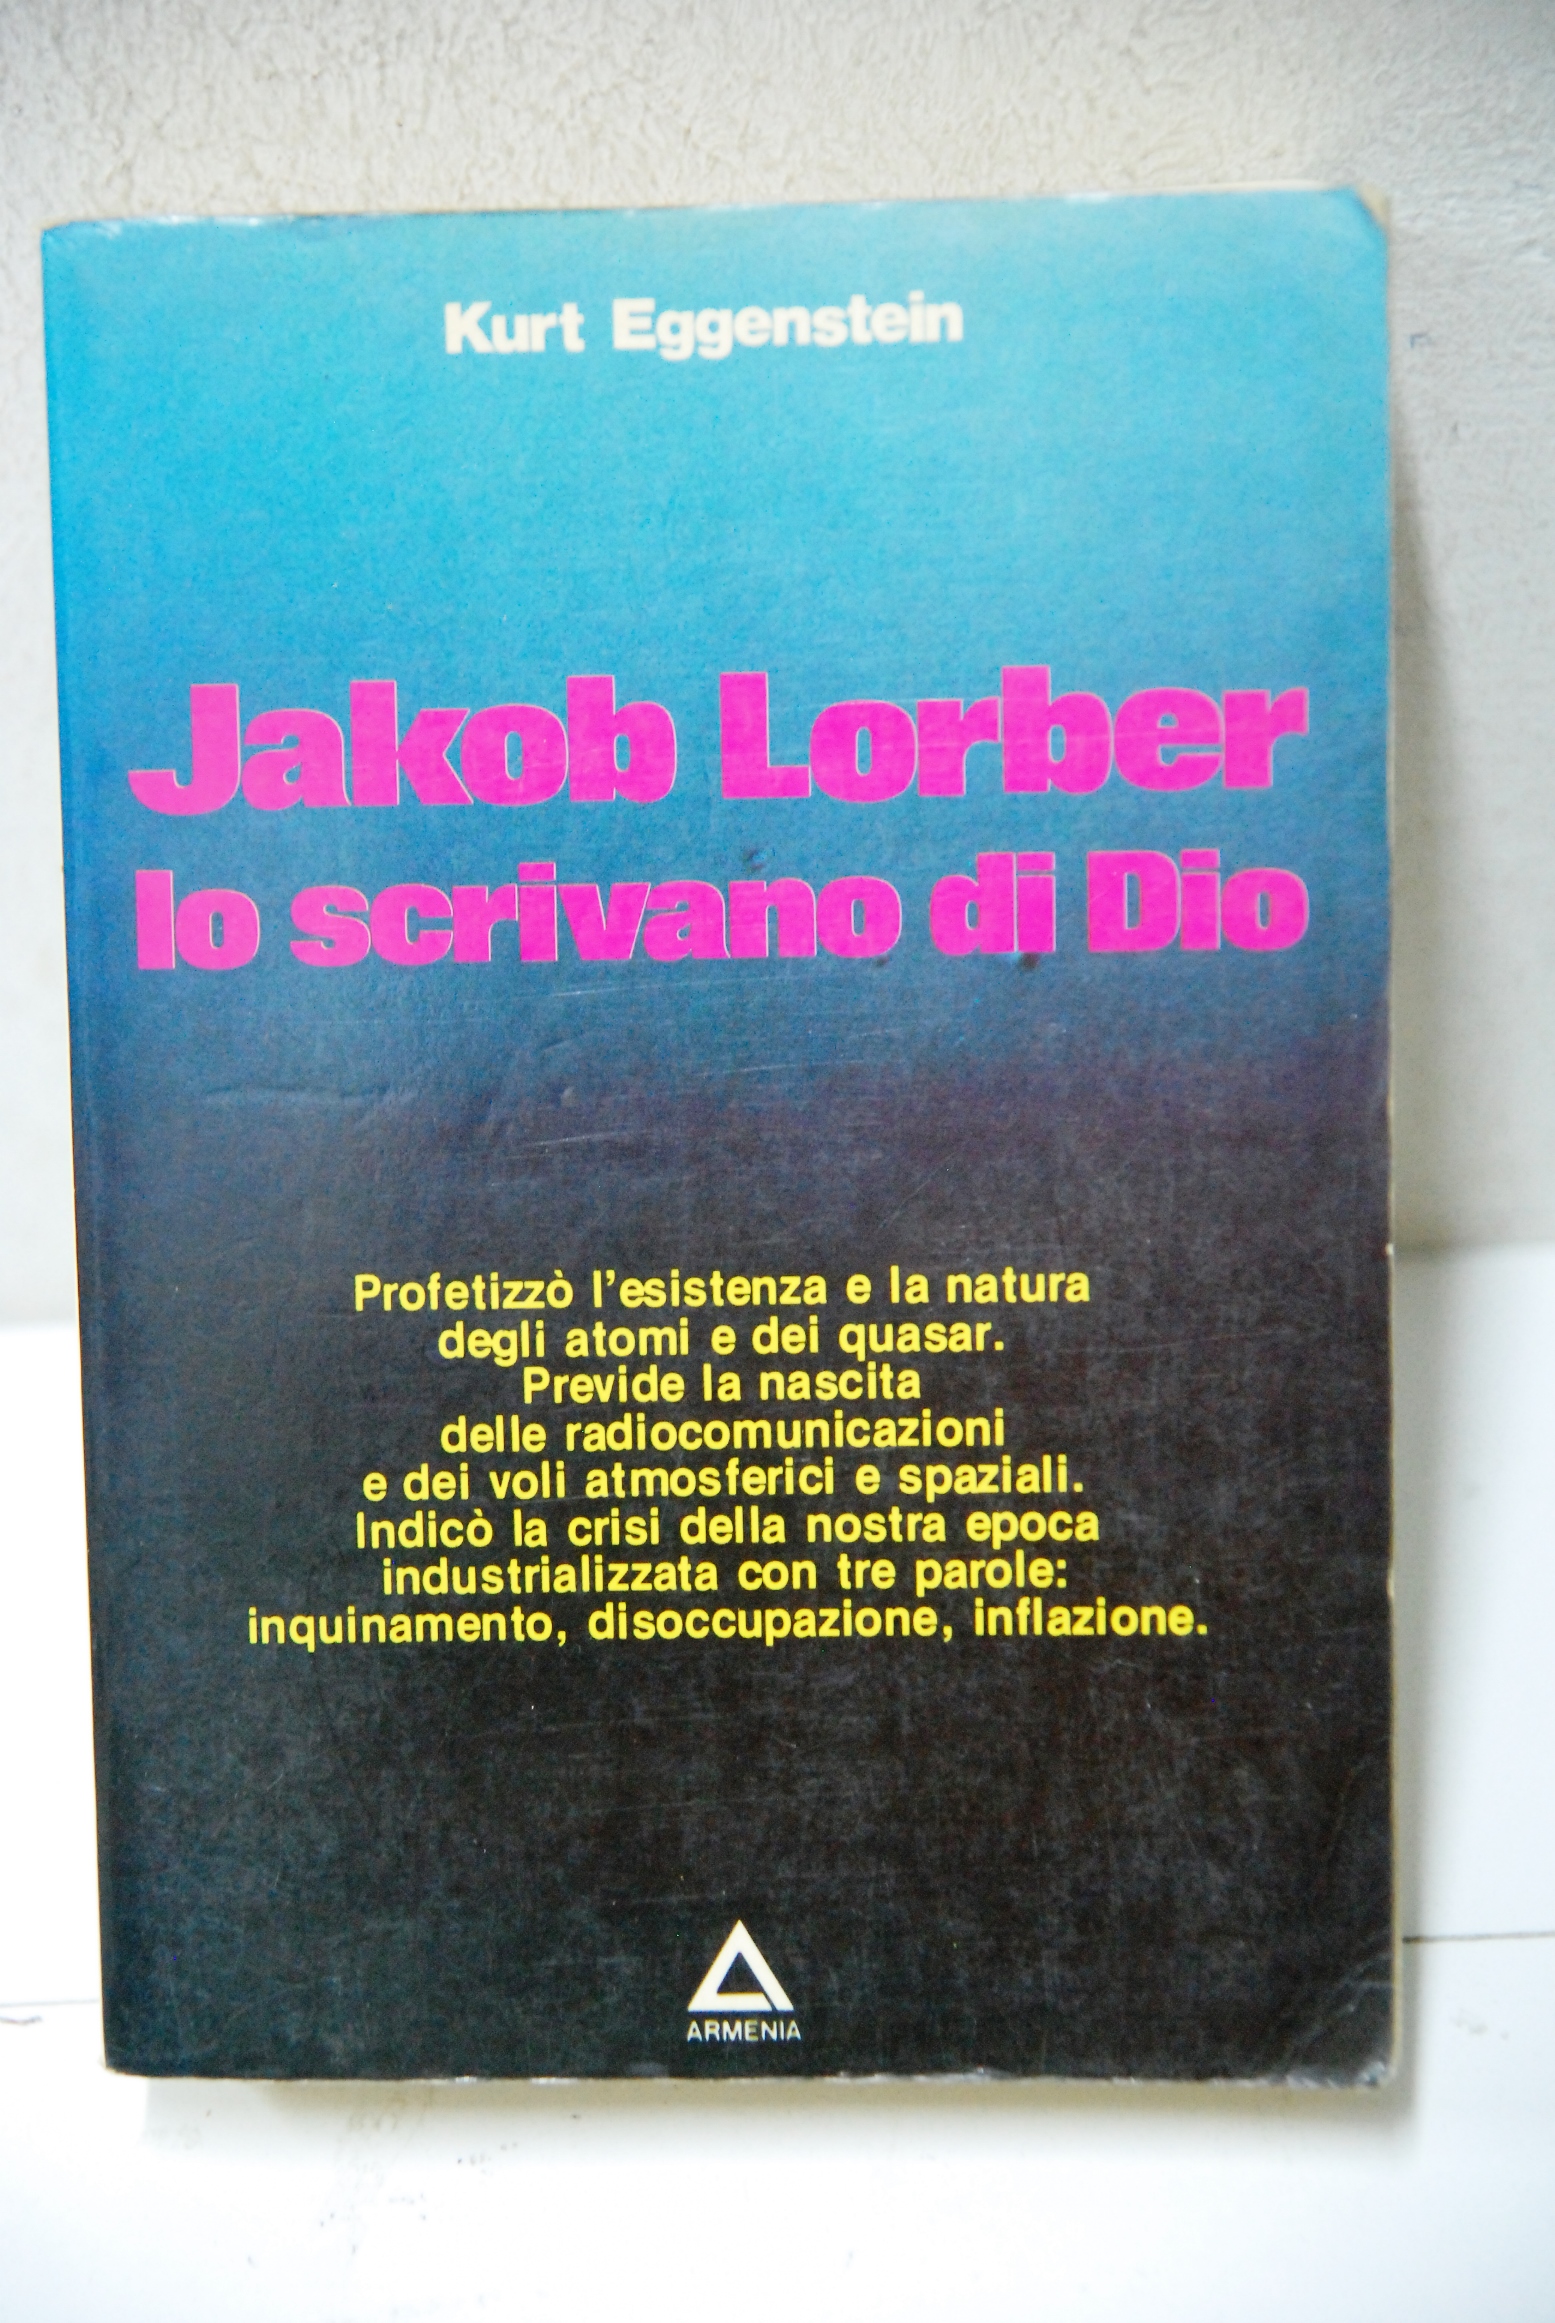 Kurt Eggenstein
Jakob Lorber
lo scrivano di Dio
Profetizzò l'esistenza e la natura
degli atomi e dei quasar.
Previde la nascita
delle radiocomunicazioni
e dei voli atmosferici e spaziali.
Indicò la crisi della nostra epoca
industrializzata con tre parole:
inquinamento, disoccupazione, inflazione.
ARMENIA